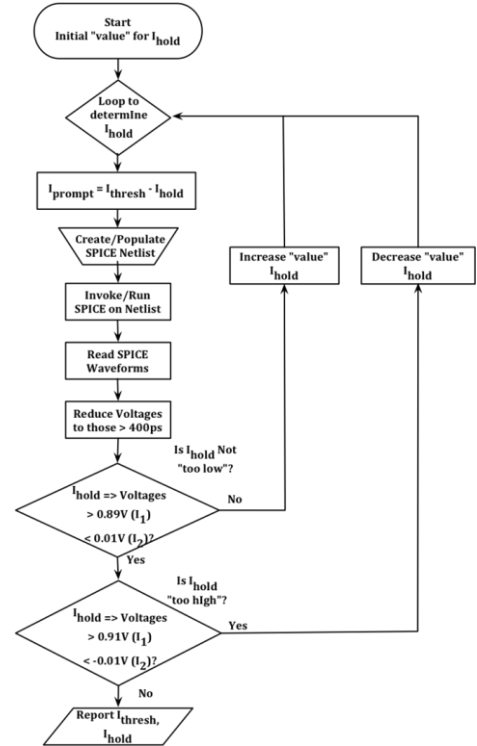 Start
Initial "value" for I_hold
Loop to
determIne
I_hold
I_prompt = I_thresh - I_hold
Create/Populate
SPICE Netlist
Increase "value"
I_hold
Decrease "value"
I_hold
Invoke/Run
SPICE on Netlist
Read SPICE
Waveforms
Reduce Voltages
to those > 400ps
Is I_hold Not
"too low"?
I_hold => Voltages
> 0.89V (I_1)
< 0.01V (I_2)?
No
Yes
Is I_hold
"too hIgh"?
I_hold => Voltages
> 0.91V (I_1)
< -0.01V (I_2)?
Yes
No
Report I_thresh,
I_hold